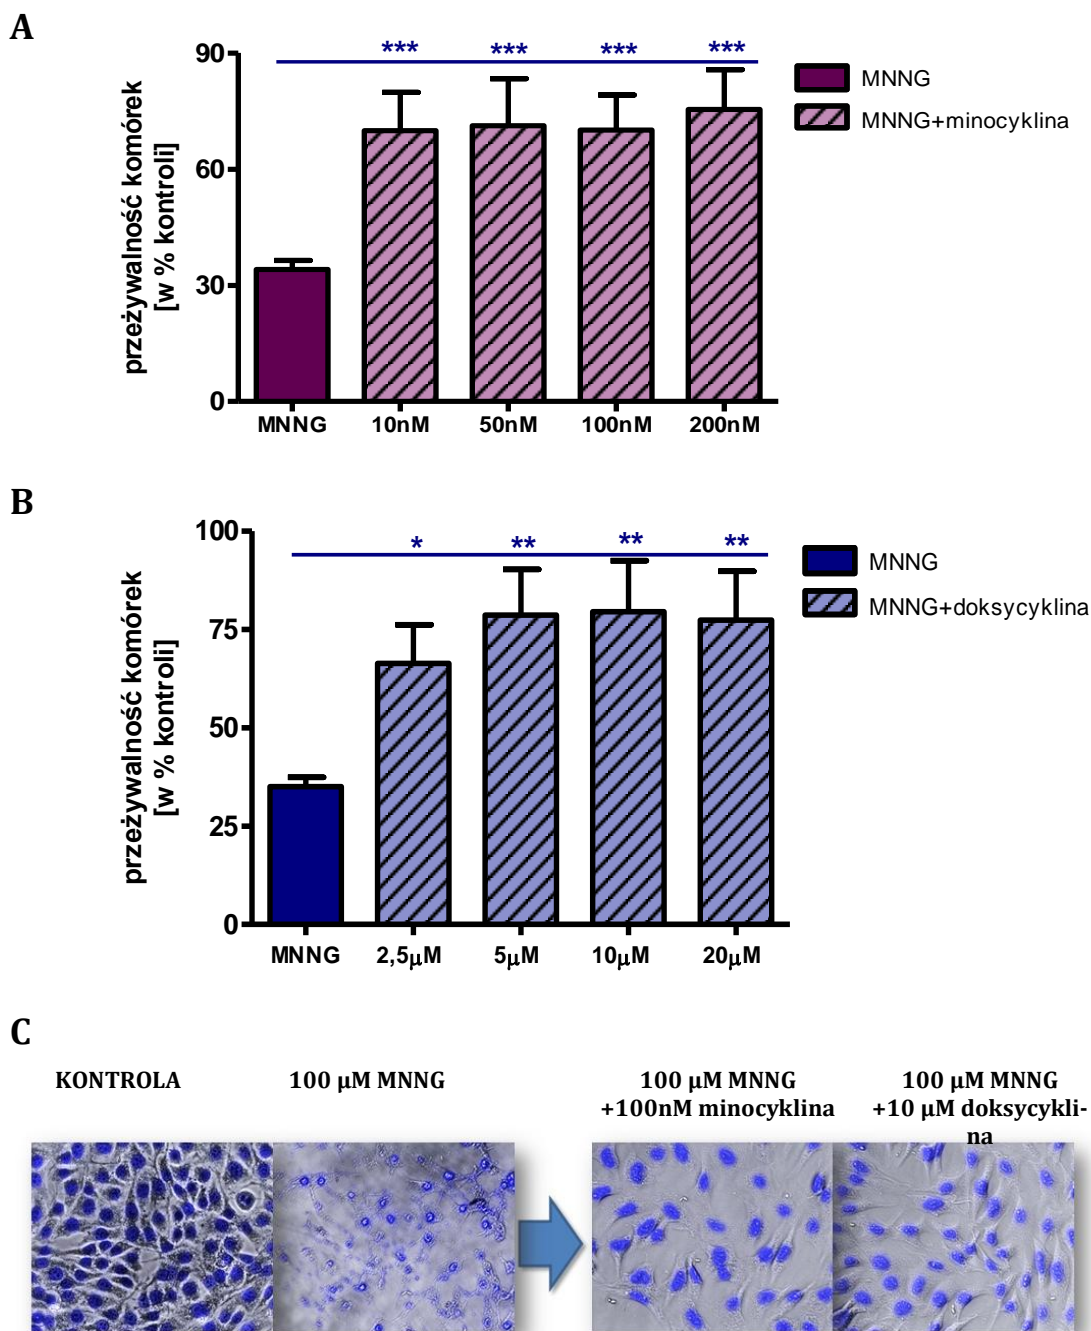 A
90
60
30
0
przeżywalność komórek
[w % kontroli]
*** *** *** ***
MNNG 10nM 50nM 100nM 200nM
MNNG
MNNG+minocyklina
B
100
75
50
25
0
przeżywalność komórek
[w % kontroli]
* ** ** **
MNNG 2,5μM 5μM 10μM 20μM
MNNG
MNNG+doksycyklina
C
KONTROLA
100 μM MNNG
100 μM MNNG
+100nM minocyklina
100 μM MNNG
+10 μM doksycykli-
na